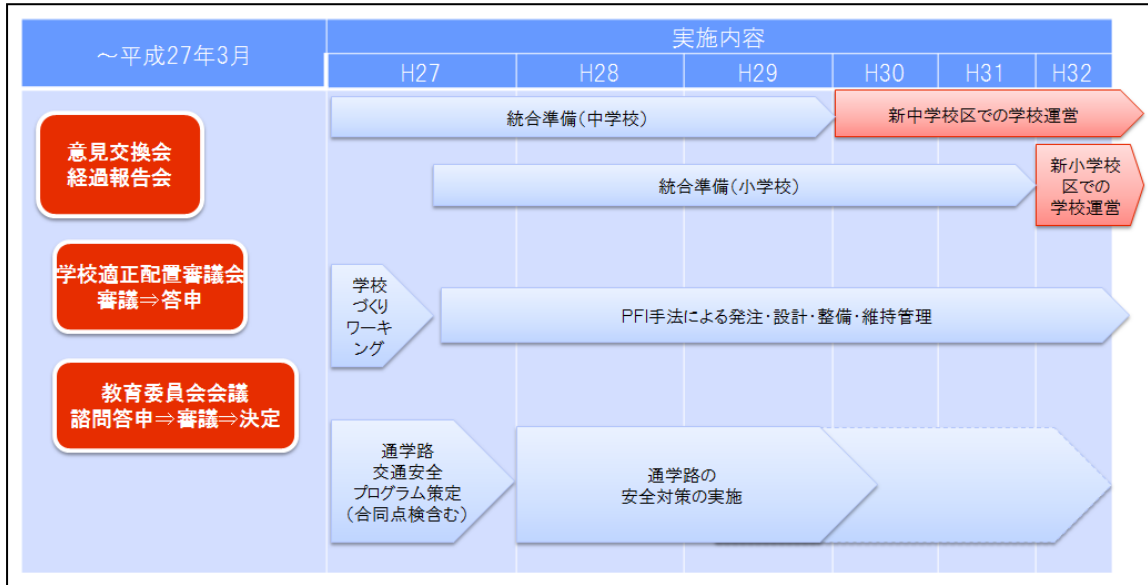 ～平成27年3月
実施内容
H27
H28
H29
H30
H31
H32
意見交換会
経過報告会
学校適正配置審議会
審議⇒答申
教育委員会会議
諮問答申⇒審議⇒決定
統合準備(中学校)
新中学校区での学校運営
統合準備(小学校)
新小学校
区での
学校運営
学校
づくり
ワーキ
ング
PFI手法による発注・設計・整備・維持管理
通学路
交通安全
プログラム策定
(合同点検含む)
通学路の
安全対策の実施